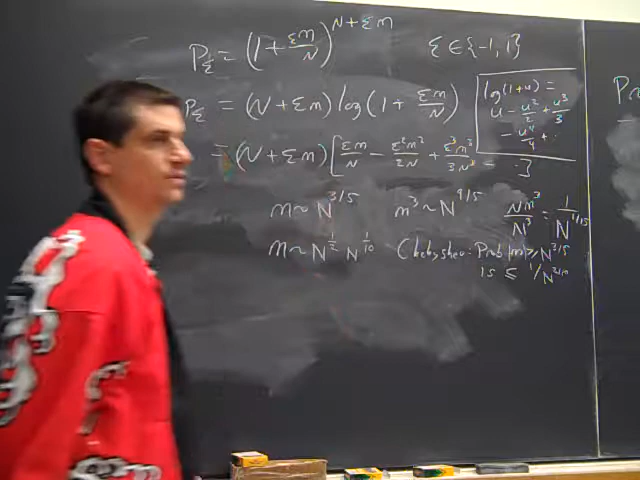 P_ε = (1 + εm/N)^(N + εm)    ε ∈ {-1, 1}
P_ε = (N + εm) log(1 + εm/N)
log(1+u) =
u - u²/2 + u³/3
- u⁴/4 + ·
= (N + εm) [εm/N - ε²m²/2N + ε³m³/3N³ - ·]
m ~ N^(3/5)    m³ ~ N^(9/5)    Nm³/N³ = 1/N^(1/15)
m ~ N^(1/2) N^(1/10)    Chebyshev: Prob |m| ≥ N^(3/5)
is ≤ 1/N^(2/10)